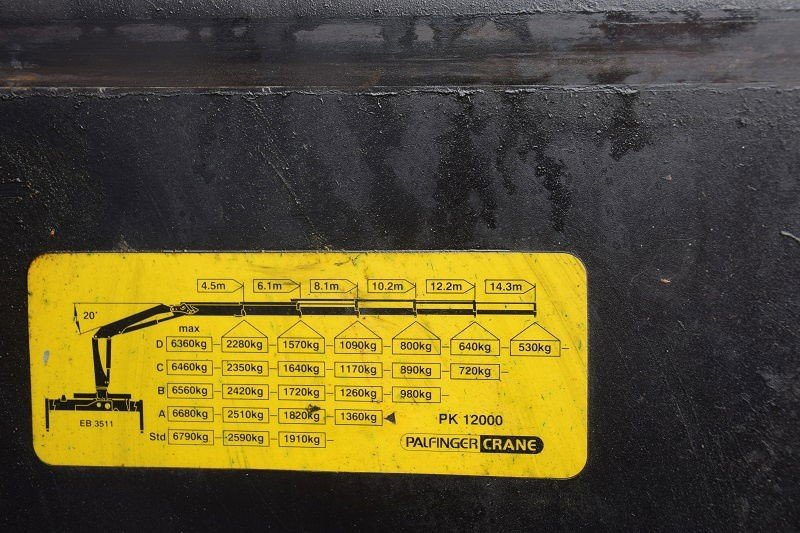 4.5m 6.1m 8.1m 10.2m 12.2m 14.3m
20°
max
D 6360kg 2280kg 1570kg 1090kg 800kg 640kg 530kg
C 6460kg 2350kg 1640kg 1170kg 890kg 720kg
B 6560kg 2420kg 1720kg 1260kg 980kg
A 6680kg 2510kg 1820kg 1360kg
EB 3511
PK 12000
Std 6790kg 2590kg 1910kg
PALFINGER CRANE